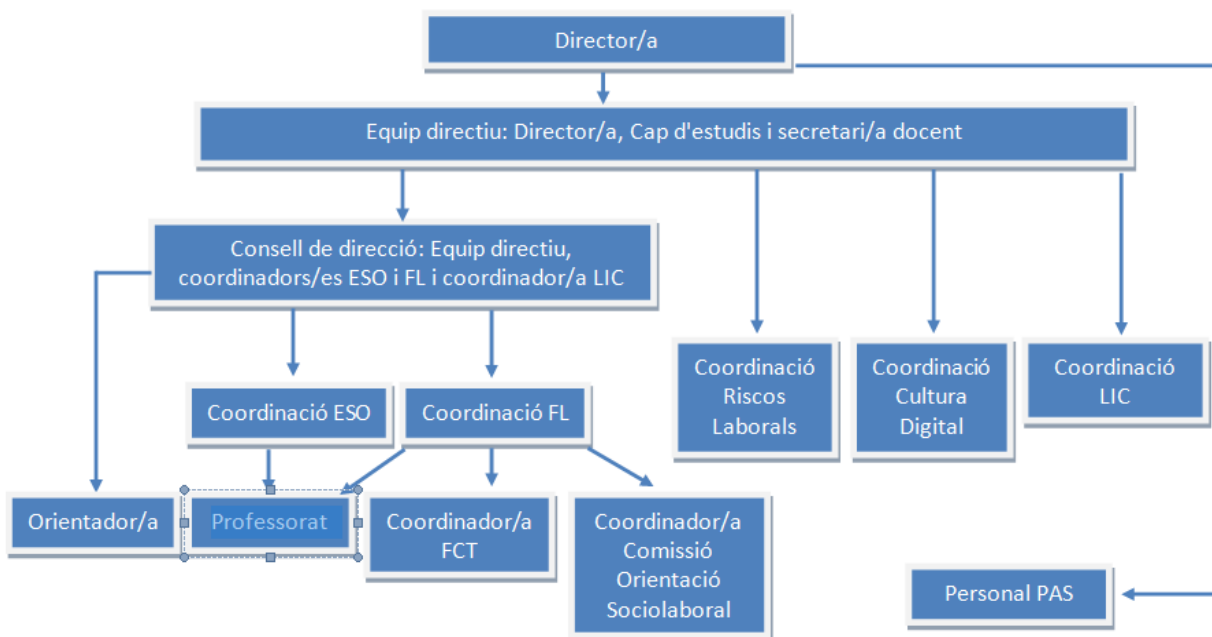 Director/a
Equip directiu: Director/a, Cap d'estudis i secretari/a docent
Consell de direcció: Equip directiu,
coordinadors/es ESO i FL i coordinador/a LIC
Coordinació
Riscos
Laborals
Coordinació
Cultura
Digital
Coordinació
LIC
Coordinació ESO
Coordinació FL
Orientador/a
Professorat
Coordinador/a
FCT
Coordinador/a
Comissió
Orientació
Sociolaboral
Personal PAS